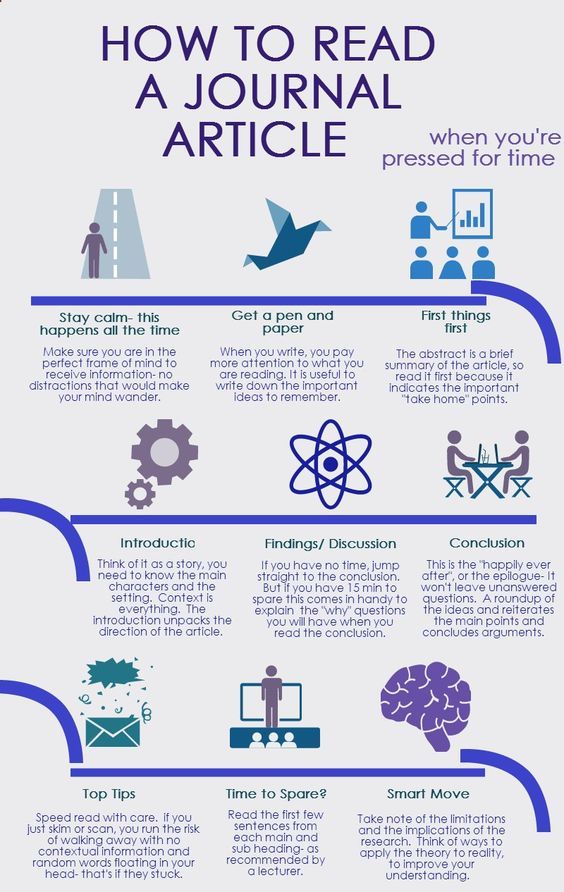 HOW TO READ
A JOURNAL
ARTICLE
when you're
pressed for time
Stay calm- this
happens all the time
Make sure you are in the
perfect frame of mind to
receive information- no
distractions that would make
your mind wander.
Get a pen and
paper
When you write, you pay
more attention to what you
are reading. It is useful to
write down the important
ideas to remember.
First things
first
The abstract is a brief
summary of the article, so
read it first because it
indicates the important
"take home" points.
Introductic
Think of it as a story, you
need to know the main
characters and the
setting. Context is
everything. The
introduction unpacks the
direction of the article.
Findings/ Discussion
If you have no time, jump
straight to the conclusion.
But if you have 15 min to
spare this comes in handy to
explain the "why" questions
you will have when you
read the conclusion.
Conclusion
This is the "happily ever
after", or the epilogue- It
won't leave unanswered
questions. A roundup of
the ideas and reiterates
the main points and
concludes arguments.
Top Tips
Speed read with care. if you
just skim or scan, you run the risk
of walking away with no
contextual information and
random words floating in your
head- that's if they stuck.
Time to Spare?
Read the first few
sentences from
each main and
sub heading- as
recommended by
a lecturer.
Smart Move
Take note of the limitations
and the implications of the
research. Think of ways to
apply the theory to reality,
to improve your
understanding.